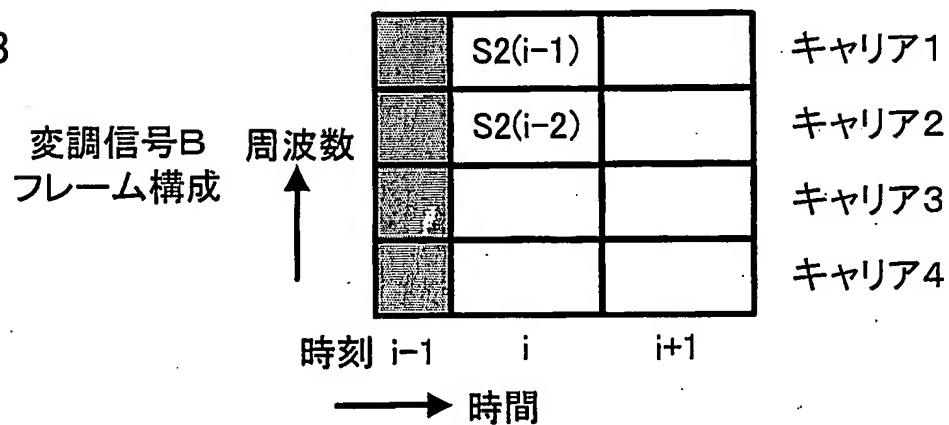 B
S2(i-1) キャリア1
変調信号B 周波数 S2(i-2) キャリア2
フレーム構成 キャリア3
キャリア4
時刻 i-1 i i+1
時間